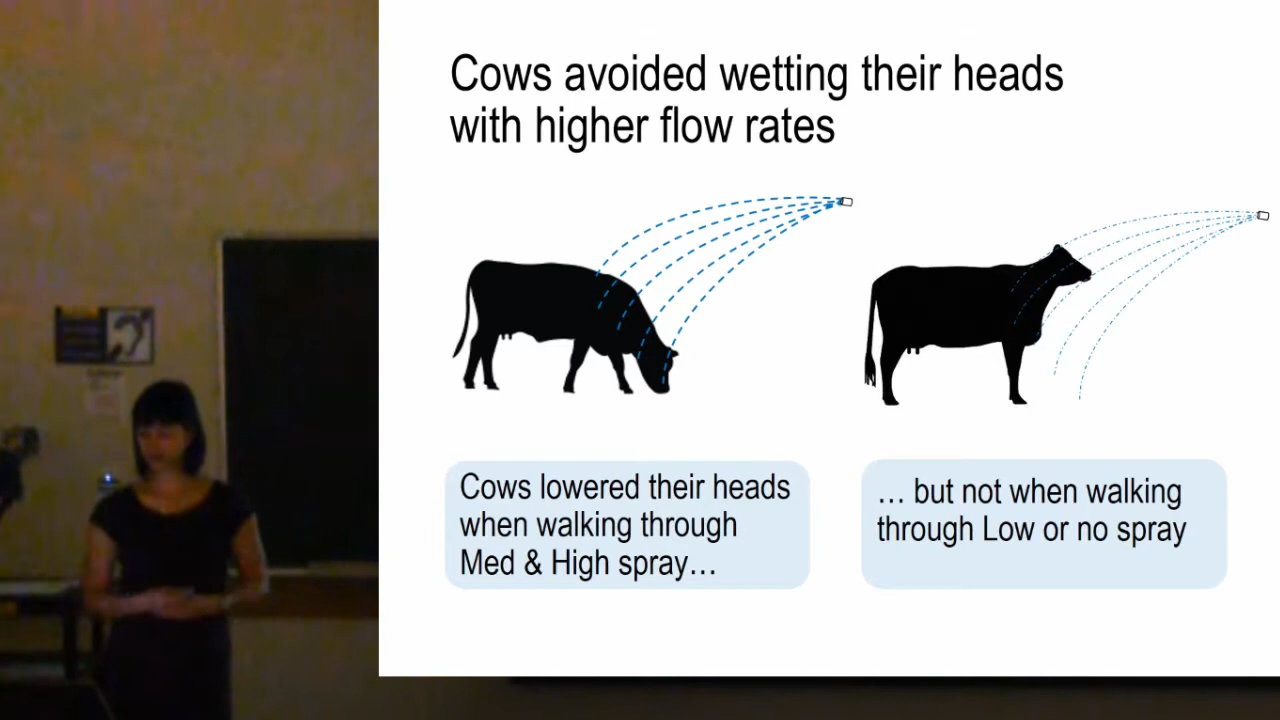 Cows avoided wetting their heads
with higher flow rates
Cows lowered their heads
when walking through
Med & High spray…
… but not when walking
through Low or no spray